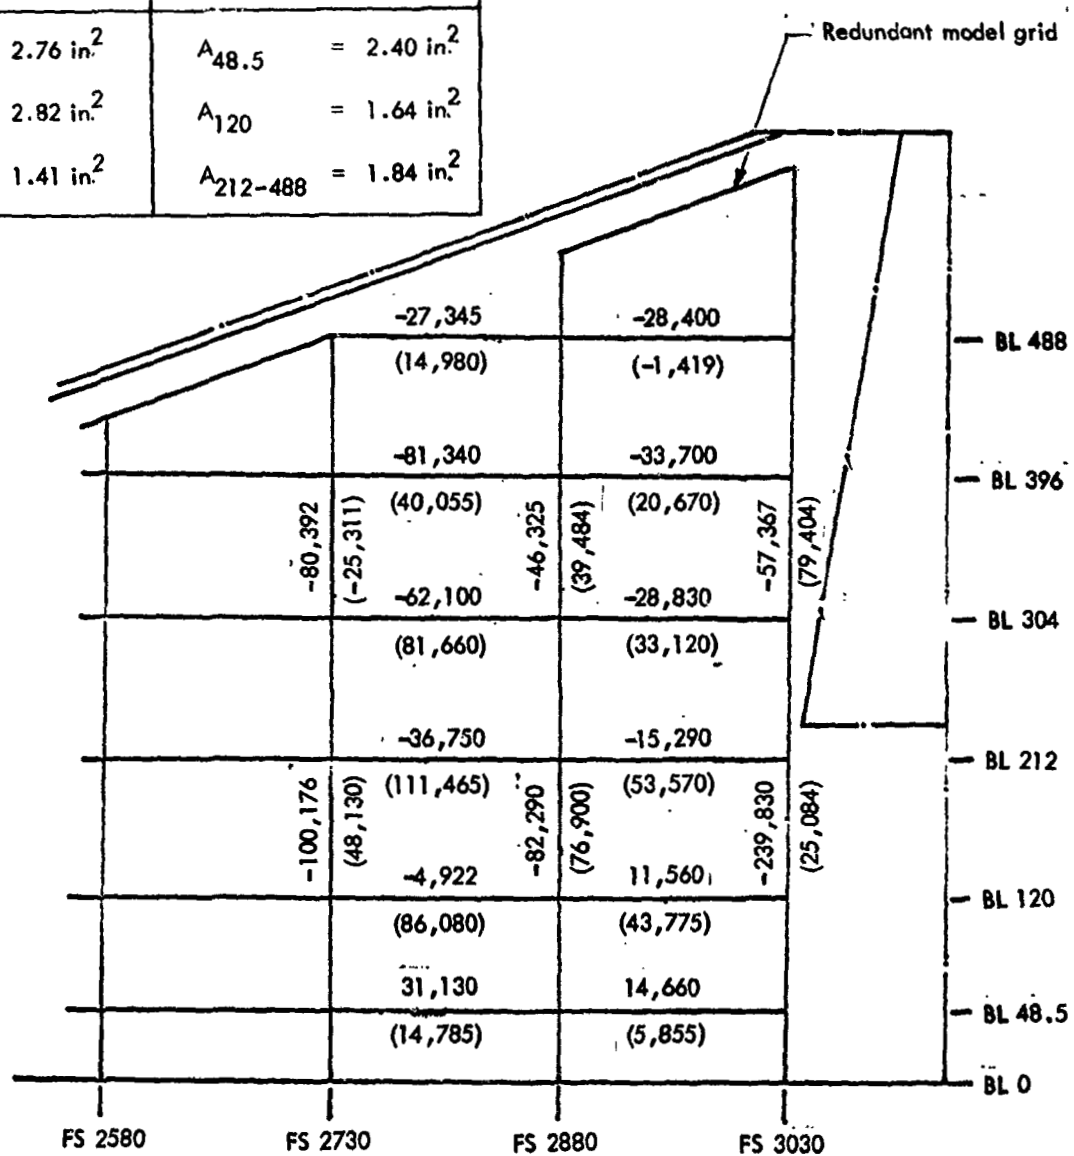 2.76 in.² A48.5 = 2.40 in.²
2.82 in.² A120 = 1.64 in.²
1.41 in.² A212-488 = 1.84 in.²
Redundant model grid
-27,345 -28,400
BL 488
(14,980) (-1,419)
-81,340 -33,700
BL 396
(40,055) (20,670)
-80,392 (-25,311) -46,325 (39,484) -57,367 (79,404)
-62,100 -28,830
BL 304
(81,660) (33,120)
-36,750 -15,290
BL 212
(111,465) (53,570)
-100,176 (48,130) -82,290 (76,900) -239,830 (25,084)
-4,922 11,560
BL 120
(86,080) (43,775)
31,130 14,660
BL 48.5
(14,785) (5,855)
BL 0
FS 2580 FS 2730 FS 2880 FS 3030